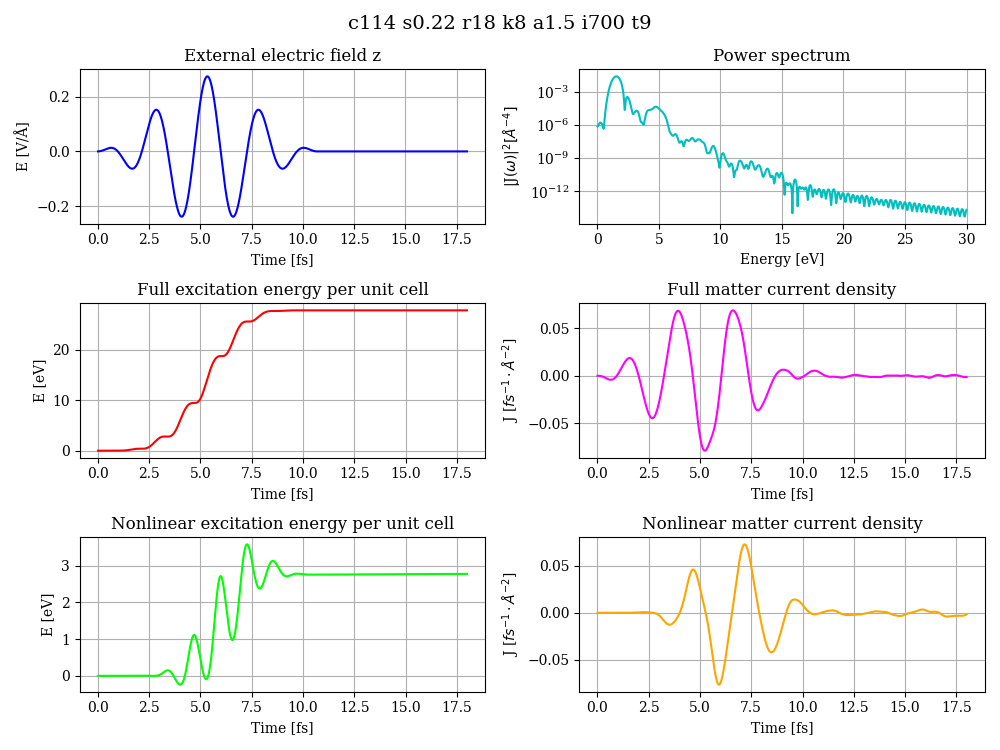 c114 s0.22 r18 k8 a1.5 i700 t9
External electric field z
E [V/Å]
0.2
0.0
−0.2
0.0 2.5 5.0 7.5 10.0 12.5 15.0 17.5
Time [fs]
Power spectrum
|J(ω)|²[Å⁻⁴]
10⁻³
10⁻⁶
10⁻⁹
10⁻¹²
0 5 10 15 20 25 30
Energy [eV]
Full excitation energy per unit cell
E [eV]
20
10
0
0.0 2.5 5.0 7.5 10.0 12.5 15.0 17.5
Time [fs]
Full matter current density
J [fs⁻¹·Å⁻²]
0.05
0.00
−0.05
0.0 2.5 5.0 7.5 10.0 12.5 15.0 17.5
Time [fs]
Nonlinear excitation energy per unit cell
E [eV]
3
2
1
0
0.0 2.5 5.0 7.5 10.0 12.5 15.0 17.5
Time [fs]
Nonlinear matter current density
J [fs⁻¹·Å⁻²]
0.05
0.00
−0.05
0.0 2.5 5.0 7.5 10.0 12.5 15.0 17.5
Time [fs]